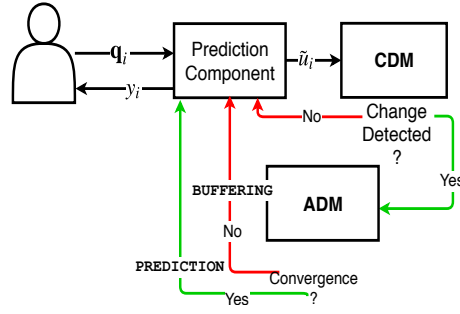 q_i
Prediction
Component
ũ_i
CDM
y_i
No
Change
Detected
?
Yes
BUFFERING
ADM
No
PREDICTION
Convergence
?
Yes